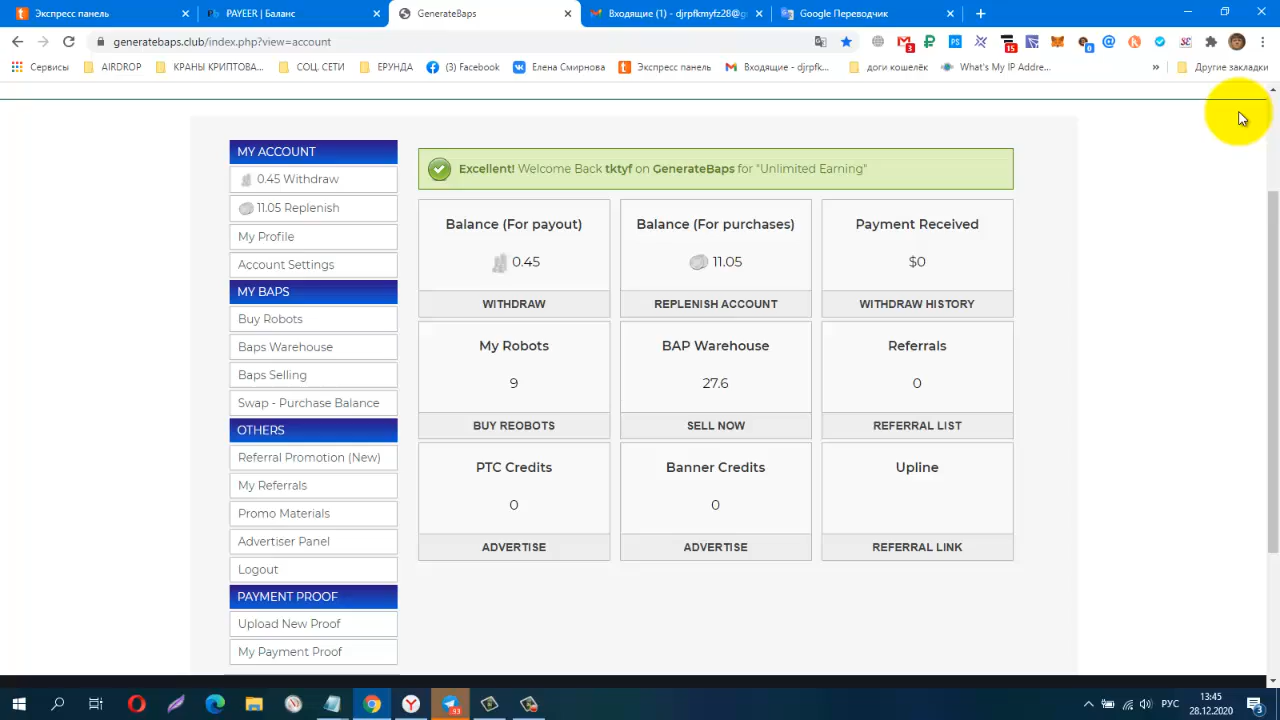 Экспресс панель
PAYEER | Баланс
GenerateBaps
Входящие (1) - djrpfkmyfz28@g
Google Переводчик
generatebaps.club/index.php?view=account
3
PS
15
0
Сервисы
AIRDROP
КРАНЫ КРИПТОВА...
СОЦ СЕТИ
ЕРУНДА
(3) Facebook
Елена Смирнова
Экспресс панель
Входящие - djrpfk...
доги кошелёк
What's My IP Addre...
»
Другие закладки
MY ACCOUNT
0.45 Withdraw
11.05 Replenish
My Profile
Account Settings
MY BAPS
Buy Robots
Baps Warehouse
Baps Selling
Swap - Purchase Balance
OTHERS
Referral Promotion (New)
My Referrals
Promo Materials
Advertiser Panel
Logout
PAYMENT PROOF
Upload New Proof
My Payment Proof
Excellent! Welcome Back tktyf on GenerateBaps for "Unlimited Earning"
Balance (For payout)
0.45
WITHDRAW
Balance (For purchases)
11.05
REPLENISH ACCOUNT
Payment Received
$0
WITHDRAW HISTORY
My Robots
9
BUY REOBOTS
BAP Warehouse
27.6
SELL NOW
Referrals
0
REFERRAL LIST
PTC Credits
0
ADVERTISE
Banner Credits
0
ADVERTISE
Upline
REFERRAL LINK
93
РУС
13:45
28.12.2020
3